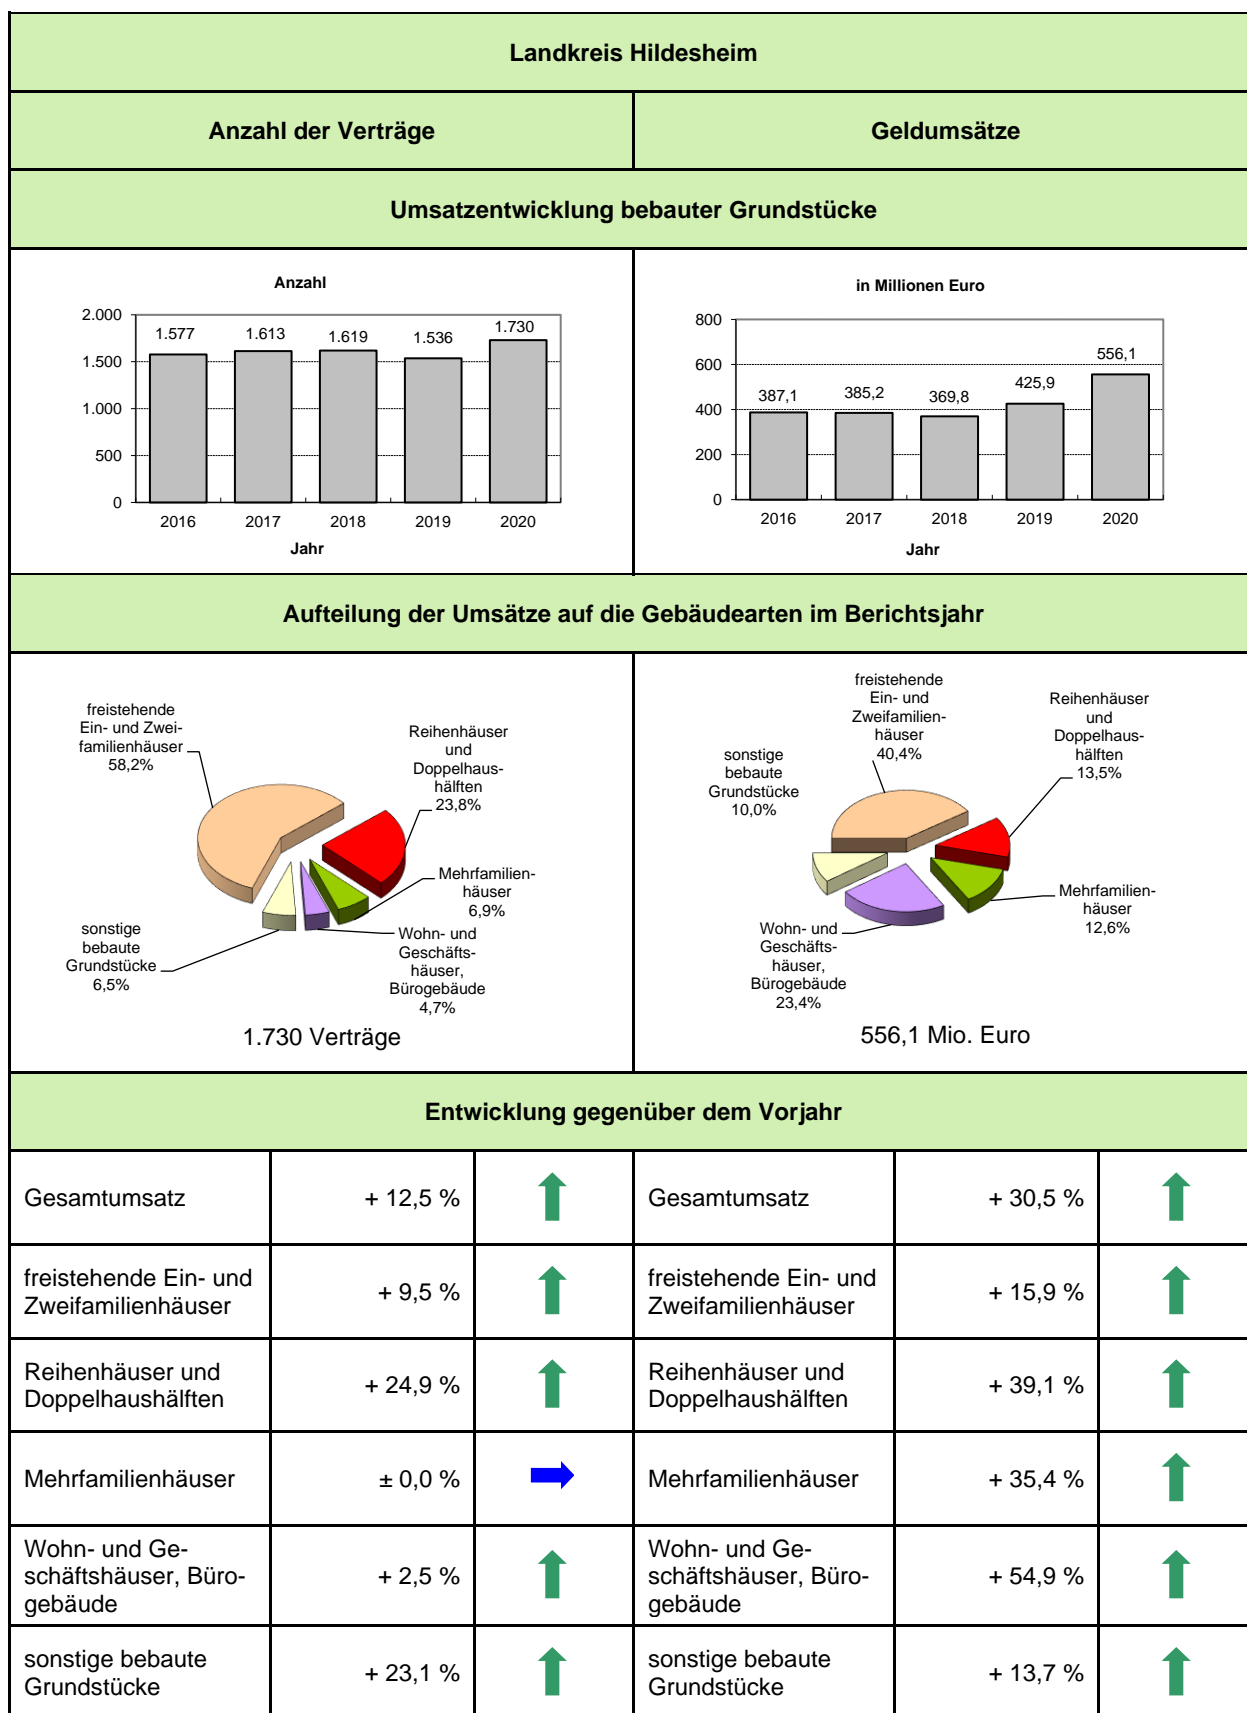 Landkreis Hildesheim
Anzahl der Verträge
Geldumsätze
Umsatzentwicklung bebauter Grundstücke
Anzahl
2.000
1.500
1.000
500
0
1.577
1.613
1.619
1.536
1.730
2016
2017
2018
2019
2020
Jahr
in Millionen Euro
800
600
400
200
0
387,1
385,2
369,8
425,9
556,1
2016
2017
2018
2019
2020
Jahr
Aufteilung der Umsätze auf die Gebäudearten im Berichtsjahr
freistehende
Ein- und Zwei-
familienhäuser
58,2%
Reihenhäuser
und
Doppelhaus-
hälften
23,8%
Mehrfamilien-
häuser
6,9%
Wohn- und
Geschäfts-
häuser,
Bürogebäude
4,7%
sonstige
bebaute
Grundstücke
6,5%
1.730 Verträge
freistehende
Ein- und
Zweifamilien-
häuser
40,4%
Reihenhäuser
und
Doppelhaus-
hälften
13,5%
Mehrfamilien-
häuser
12,6%
Wohn- und
Geschäfts-
häuser,
Bürogebäude
23,4%
sonstige
bebaute
Grundstücke
10,0%
556,1 Mio. Euro
Entwicklung gegenüber dem Vorjahr
Gesamtumsatz
+ 12,5 %
Gesamtumsatz
+ 30,5 %
freistehende Ein- und
Zweifamilienhäuser
+ 9,5 %
freistehende Ein- und
Zweifamilienhäuser
+ 15,9 %
Reihenhäuser und
Doppelhaushälften
+ 24,9 %
Reihenhäuser und
Doppelhaushälften
+ 39,1 %
Mehrfamilienhäuser
± 0,0 %
Mehrfamilienhäuser
+ 35,4 %
Wohn- und Ge-
schäftshäuser, Büro-
gebäude
+ 2,5 %
Wohn- und Ge-
schäftshäuser, Büro-
gebäude
+ 54,9 %
sonstige bebaute
Grundstücke
+ 23,1 %
sonstige bebaute
Grundstücke
+ 13,7 %